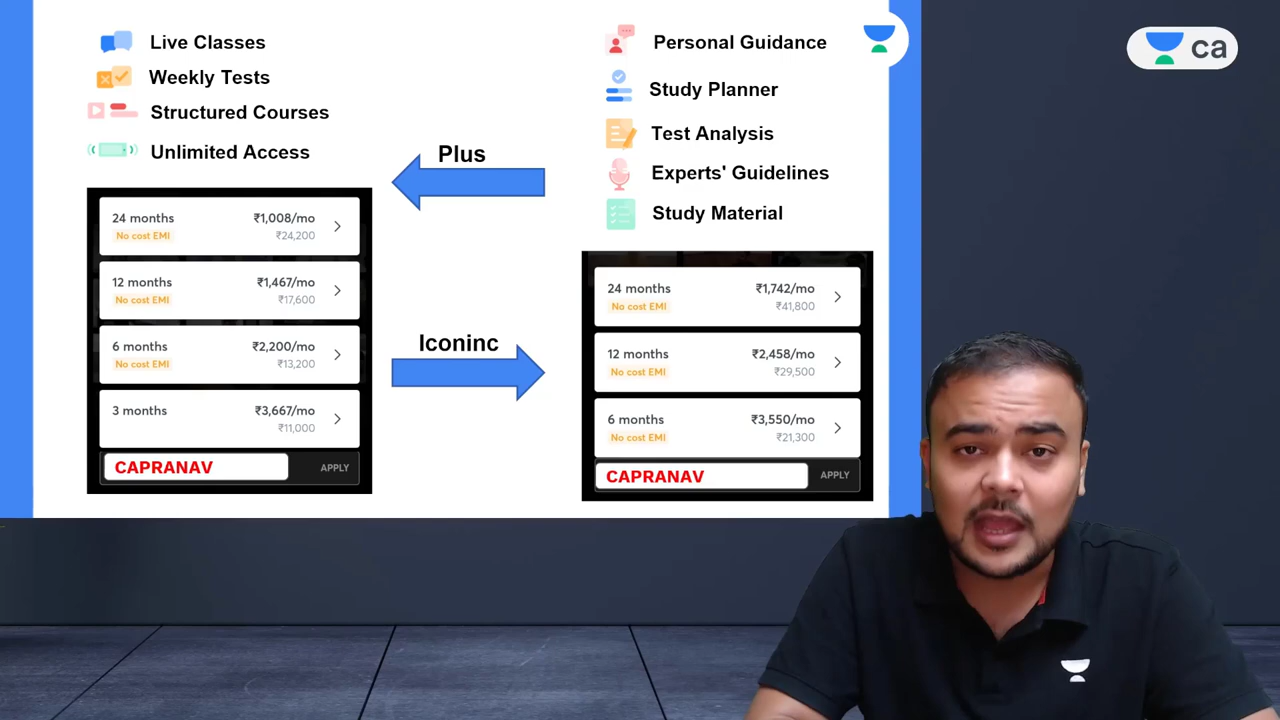 Live Classes
Weekly Tests
Structured Courses
Unlimited Access
Plus
24 months ₹1,008/mo
No cost EMI ₹24,200
12 months ₹1,467/mo
No cost EMI ₹17,600
6 months ₹2,200/mo
No cost EMI ₹13,200
3 months ₹3,667/mo
₹11,000
CAPRANAV APPLY
Iconinc
Personal Guidance
Study Planner
Test Analysis
Experts' Guidelines
Study Material
24 months ₹1,742/mo
No cost EMI ₹41,800
12 months ₹2,458/mo
No cost EMI ₹29,500
6 months ₹3,550/mo
No cost EMI ₹21,300
CAPRANAV APPLY
ca